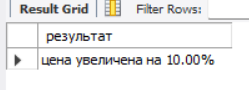 Result Grid Filter Rows:
результат
цена увеличена на 10.00%